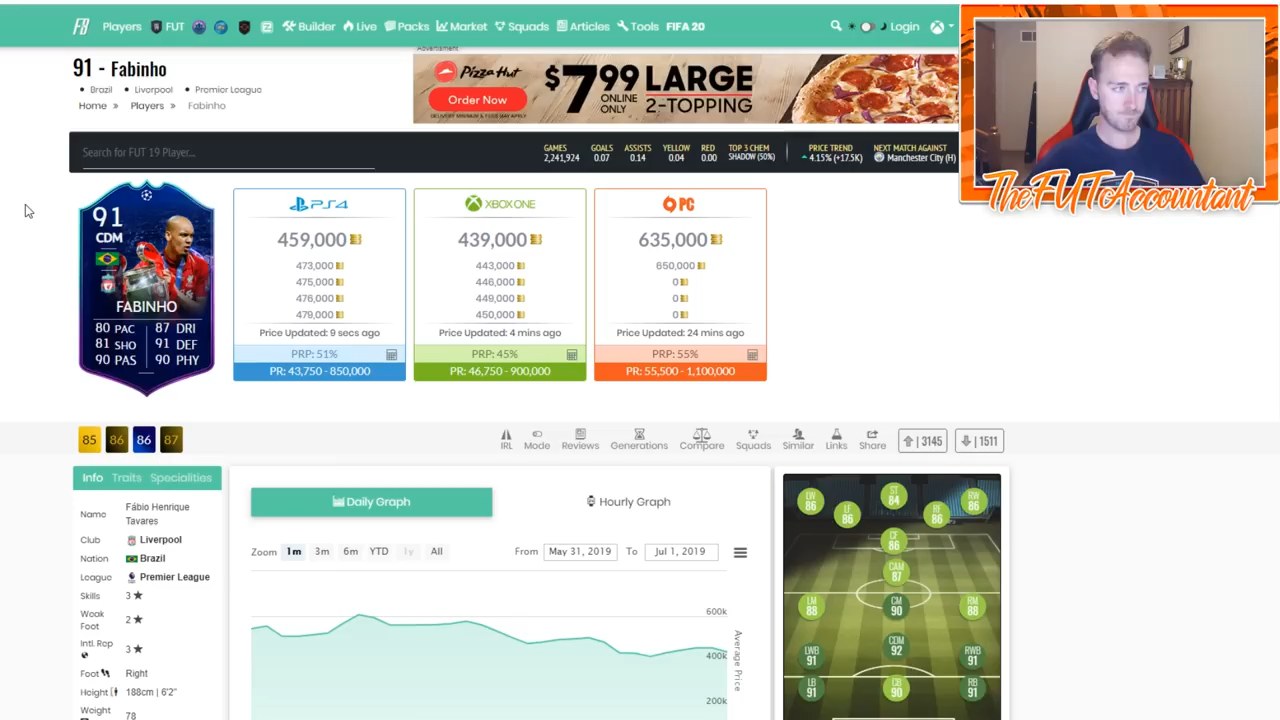 FB Players FUT Builder Live Packs Market Squads Articles Tools FIFA 20 Login
Advertisment
91 - Fabinho
Brazil Liverpool Premier League
Home » Players » Fabinho
Pizza Hut
Order Now
DELIVERY MINIMUM & FEES MAY APPLY
$7.99 LARGE
ONLINE ONLY 2-TOPPING
TheFUTAccountant
Search for FUT 19 Player...
GAMES GOALS ASSISTS YELLOW RED TOP 3 CHEM PRICE TREND NEXT MATCH AGAINST
2,241,924 0.07 0.14 0.04 0.00 SHADOW (50%) 4.15% (+17.5K) Manchester City (H)
91
CDM
FABINHO
80 PAC 87 DRI
81 SHO 91 DEF
90 PAS 90 PHY
PS4
459,000
473,000
475,000
476,000
479,000
Price Updated: 9 secs ago
PRP: 51%
PR: 43,750 - 850,000
XBOX ONE
439,000
443,000
446,000
449,000
450,000
Price Updated: 4 mins ago
PRP: 45%
PR: 46,750 - 900,000
PC
635,000
650,000
0
0
0
Price Updated: 24 mins ago
PRP: 55%
PR: 55,500 - 1,100,000
85 86 86 87
IRL Mode Reviews Generations Compare Squads Similar Links Share | 3145 | 1511
Info Traits Specialities
Name Fábio Henrique Tavares
Club Liverpool
Nation Brazil
League Premier League
Skills 3
Weak Foot 2
Intl. Rep 3
Foot Right
Height 188cm | 6'2"
Weight 78
Daily Graph Hourly Graph
Zoom 1m 3m 6m YTD 1y All From May 31, 2019 To Jul 1, 2019
600k
400k
200k
Average Price
LW 86
LF 86
ST 84
RF 86
RW 86
CF 86
CAM 87
LM 88
CM 90
RM 88
LWB 91
CDM 92
RWB 91
LB 91
CB 90
RB 91